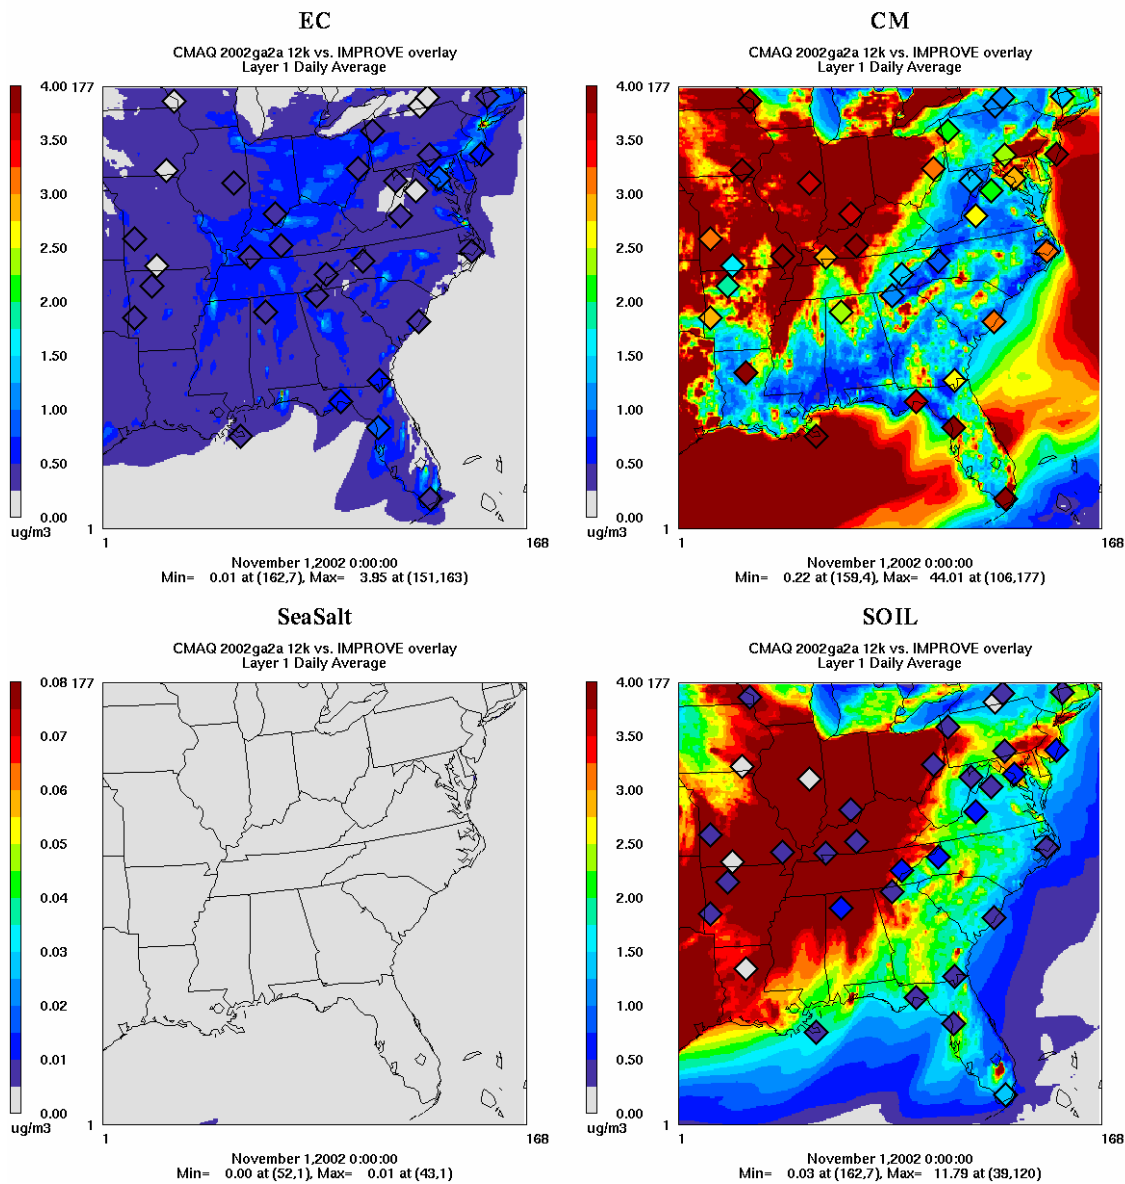 EC
CMAQ 2002ga2a 12k vs. IMPROVE overlay
Layer 1 Daily Average
4.00
3.50
3.00
2.50
2.00
1.50
1.00
0.50
0.00
ug/m3
177
1
1
168
November 1,2002 0:00:00
Min= 0.01 at (162,7), Max= 3.95 at (151,163)
CM
CMAQ 2002ga2a 12k vs. IMPROVE overlay
Layer 1 Daily Average
4.00
3.50
3.00
2.50
2.00
1.50
1.00
0.50
0.00
ug/m3
177
1
1
168
November 1,2002 0:00:00
Min= 0.22 at (159,4), Max= 44.01 at (106,177)
SeaSalt
CMAQ 2002ga2a 12k vs. IMPROVE overlay
Layer 1 Daily Average
0.08
0.07
0.06
0.05
0.04
0.03
0.02
0.01
0.00
ug/m3
177
1
1
168
November 1,2002 0:00:00
Min= 0.00 at (52,1), Max= 0.01 at (43,1)
SOIL
CMAQ 2002ga2a 12k vs. IMPROVE overlay
Layer 1 Daily Average
4.00
3.50
3.00
2.50
2.00
1.50
1.00
0.50
0.00
ug/m3
177
1
1
168
November 1,2002 0:00:00
Min= 0.03 at (162,7), Max= 11.79 at (39,120)